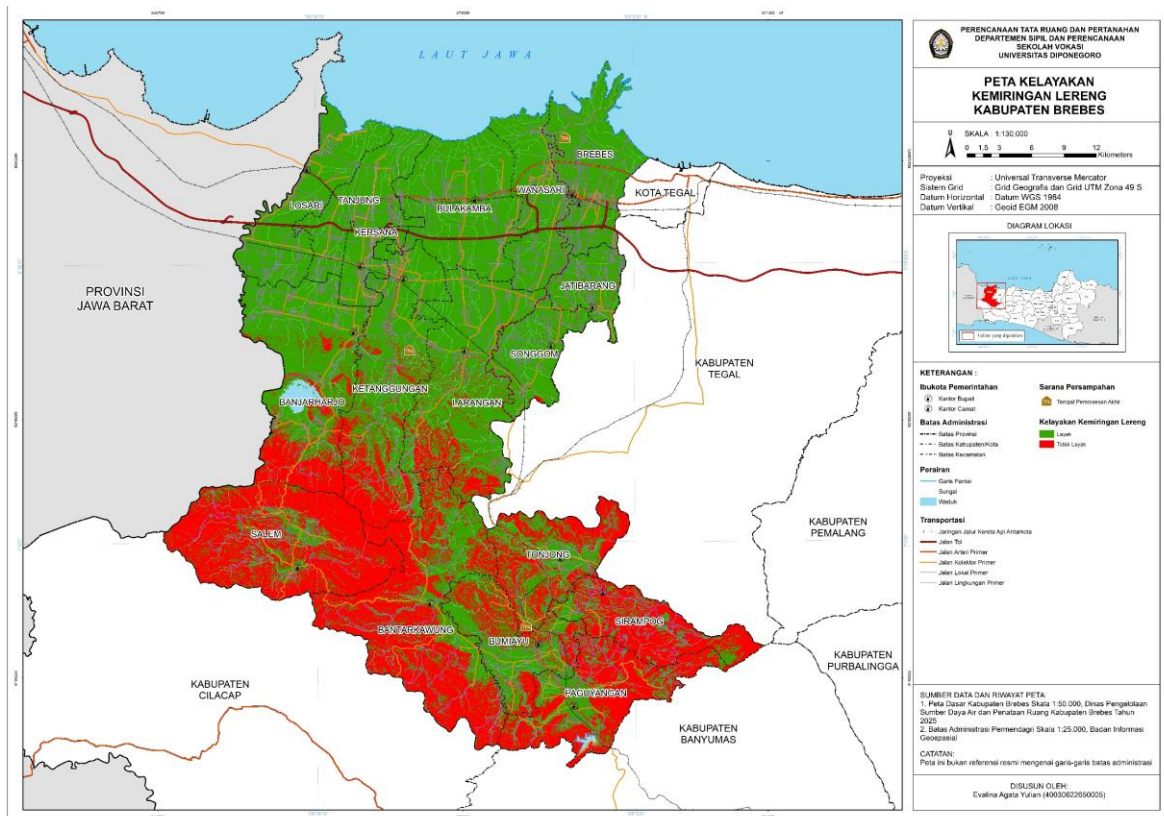 LAUT JAWA
BREBES
WANASARI
KOTA TEGAL
LOSARI
TANJUNG
BULAKAMBA
KERSANA
PROVINSI
JAWA BARAT
JATIBARANG
SONGGOM
KABUPATEN
TEGAL
KETANGGUNGAN
BANJARHARJO
LARANGAN
SALEM
TONJONG
KABUPATEN
PEMALANG
SIRAMPOG
BANTARKAWUNG
BUMIAYU
KABUPATEN
PURBALINGGA
PAGUYANGAN
KABUPATEN
CILACAP
KABUPATEN
BANYUMAS
PERENCANAAN TATA RUANG DAN PERTANAHAN
DEPARTEMEN SIPIL DAN PERENCANAAN
SEKOLAH VOKASI
UNIVERSITAS DIPONEGORO
PETA KELAYAKAN
KEMIRINGAN LERENG
KABUPATEN BREBES
U
SKALA : 1:130.000
0 1.5 3 6 9 12
Kilometers
Proyeksi : Universal Transverse Mercator
Sistem Grid : Grid Geografis dan Grid UTM Zona 49 S
Datum Horizontal : Datum WGS 1984
Datum Vertikal : Geoid EGM 2008
DIAGRAM LOKASI
KETERANGAN :
Ibukota Pemerintahan
Kantor Bupati
Kantor Camat
Batas Administrasi
Batas Provinsi
Batas Kabupaten/Kota
Batas Kecamatan
Perairan
Garis Pantai
Sungai
Waduk
Transportasi
Jaringan Jalur Kereta Api Antarkota
Jalan Tol
Jalan Arteri Primer
Jalan Kolektor Primer
Jalan Lokal Primer
Jalan Lingkungan Primer
Sarana Persampahan
Tempat Pemrosesan Akhir
Kelayakan Kemiringan Lereng
Layak
Tidak Layak
SUMBER DATA DAN RIWAYAT PETA:
1. Peta Dasar Kabupaten Brebes Skala 1:50.000, Dinas Pengelolaan
Sumber Daya Air dan Penataan Ruang Kabupaten Brebes Tahun
2025
2. Batas Administrasi Permendagri Skala 1:25.000, Badan Informasi
Geospasial
CATATAN:
Peta ini bukan referensi resmi mengenai garis-garis batas administrasi
DISUSUN OLEH:
Evalina Agata Yulian (40030622650005)